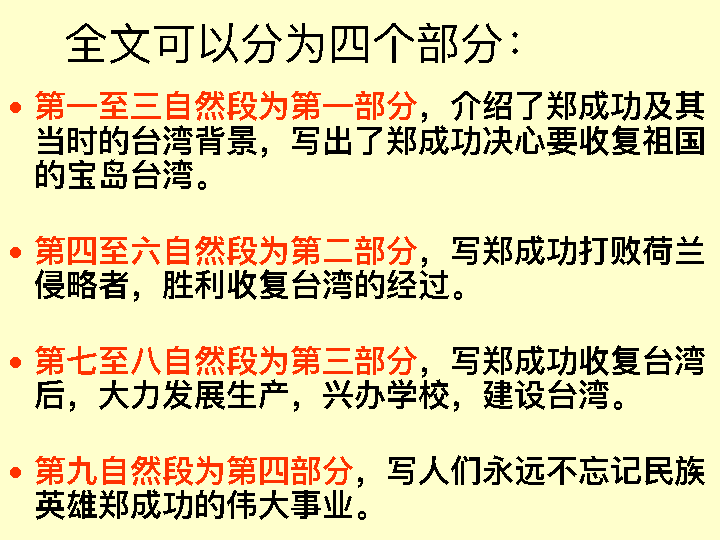 全文可以分为四个部分：
• 第一至三自然段为第一部分，介绍了郑成功及其
当时的台湾背景，写出了郑成功决心要收复祖国
的宝岛台湾。
• 第四至六自然段为第二部分，写郑成功打败荷兰
侵略者，胜利收复台湾的经过。
• 第七至八自然段为第三部分，写郑成功收复台湾
后，大力发展生产，兴办学校，建设台湾。
• 第九自然段为第四部分，写人们永远不忘记民族
英雄郑成功的伟大事业。